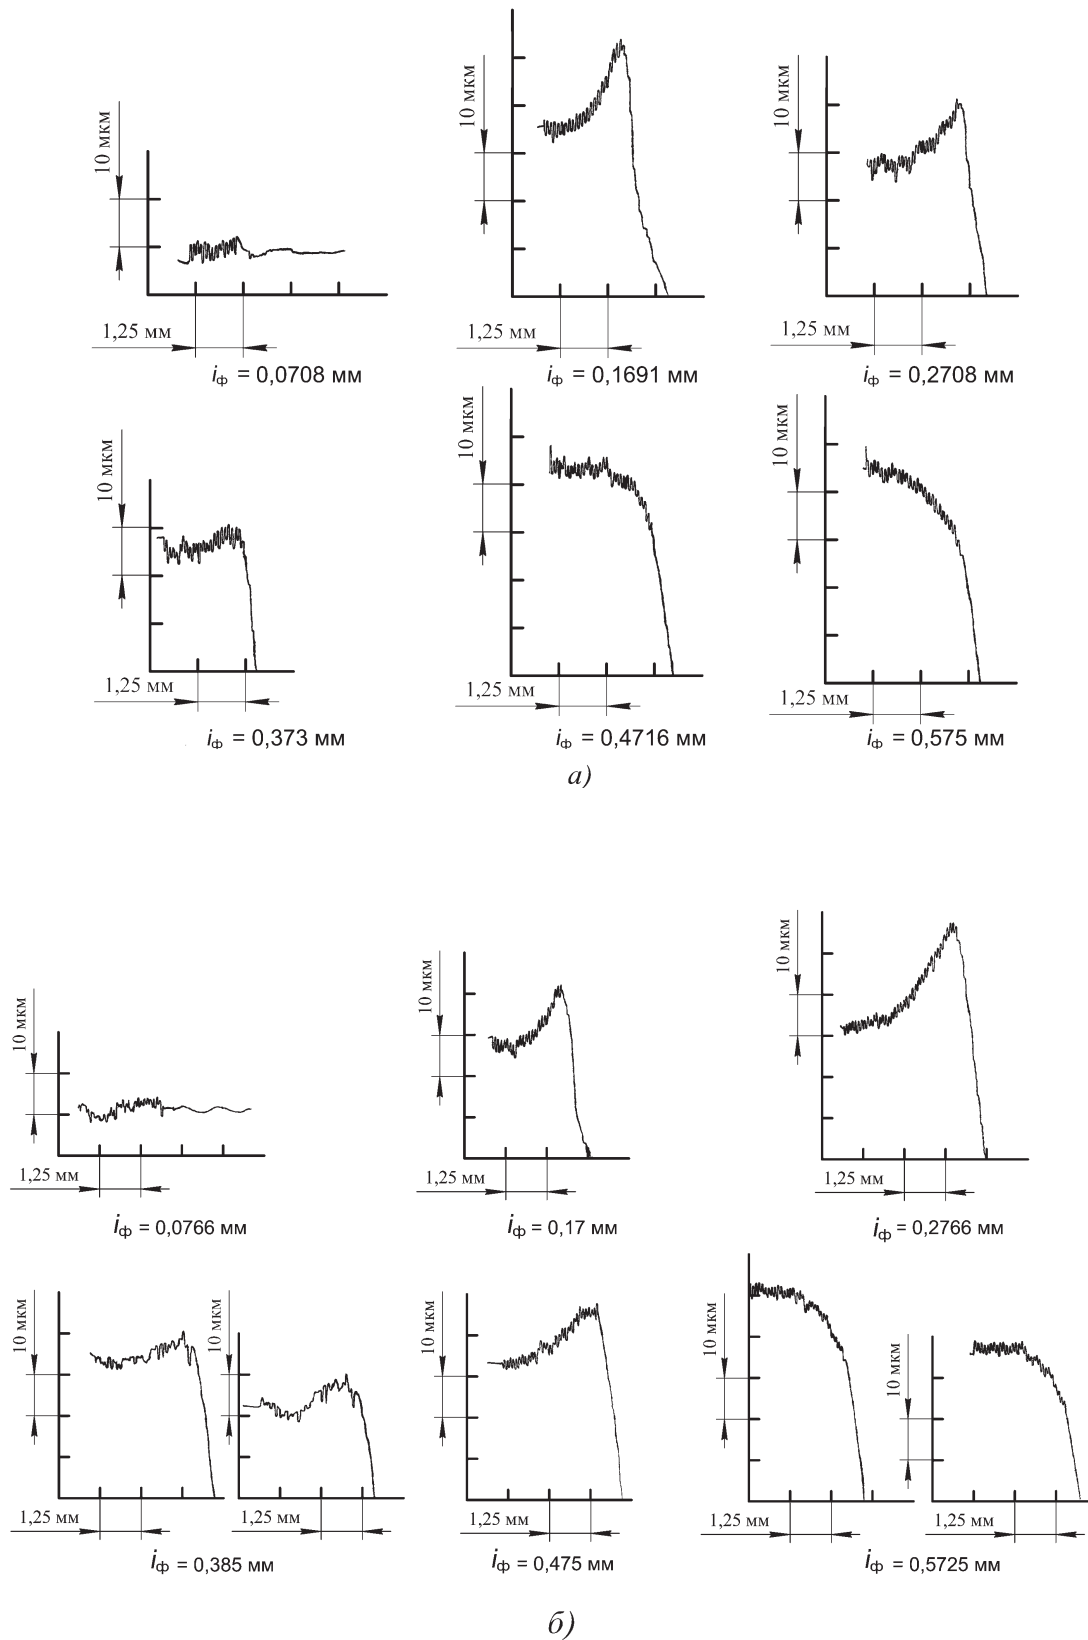 10 мкм
10 мкм
10 мкм
1,25 мм
1,25 мм
1,25 мм
iф = 0,0708 мм
iф = 0,1691 мм
iф = 0,2708 мм
10 мкм
10 мкм
10 мкм
1,25 мм
1,25 мм
1,25 мм
iф = 0,373 мм
iф = 0,4716 мм
iф = 0,575 мм
а)
10 мкм
10 мкм
10 мкм
1,25 мм
1,25 мм
1,25 мм
iф = 0,0766 мм
iф = 0,17 мм
iф = 0,2766 мм
10 мкм
10 мкм
10 мкм
10 мкм
10 мкм
1,25 мм
1,25 мм
1,25 мм
1,25 мм
1,25 мм
iф = 0,385 мм
iф = 0,475 мм
iф = 0,5725 мм
б)